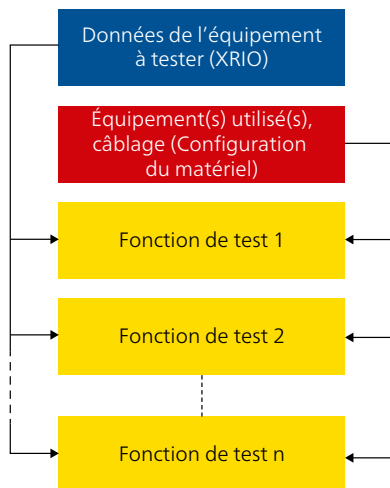 Données de l’équipement
à tester (XRIO)
Équipement(s) utilisé(s),
câblage (Configuration
du matériel)
Fonction de test 1
Fonction de test 2
Fonction de test n